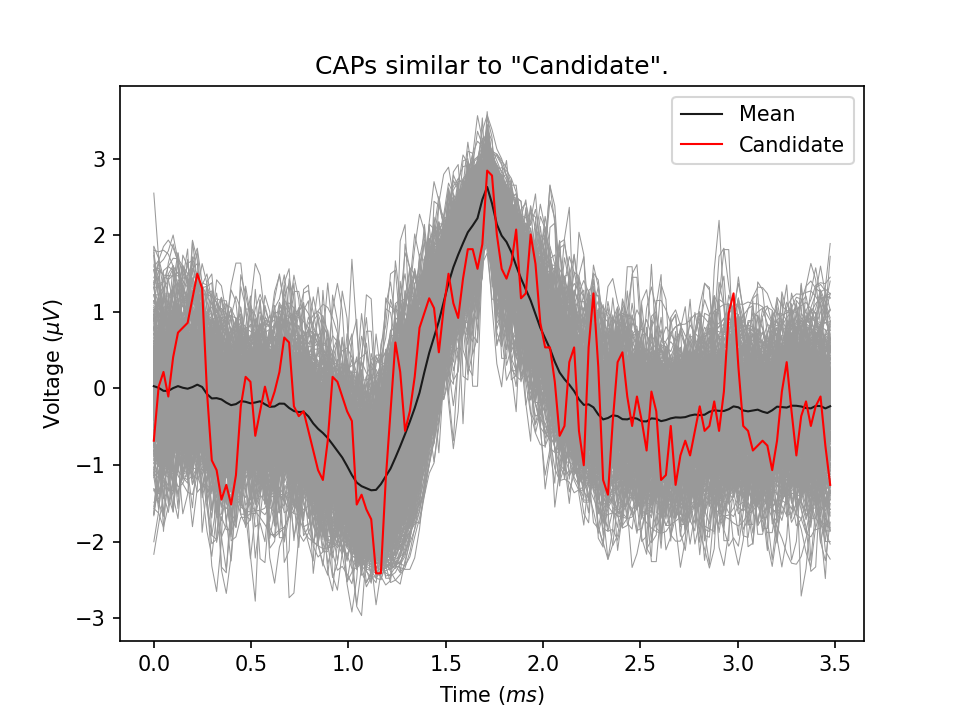 CAPs similar to "Candidate".
Mean
Candidate
3
2
1
0
−1
−2
−3
Voltage (μV)
0.0 0.5 1.0 1.5 2.0 2.5 3.0 3.5
Time (ms)